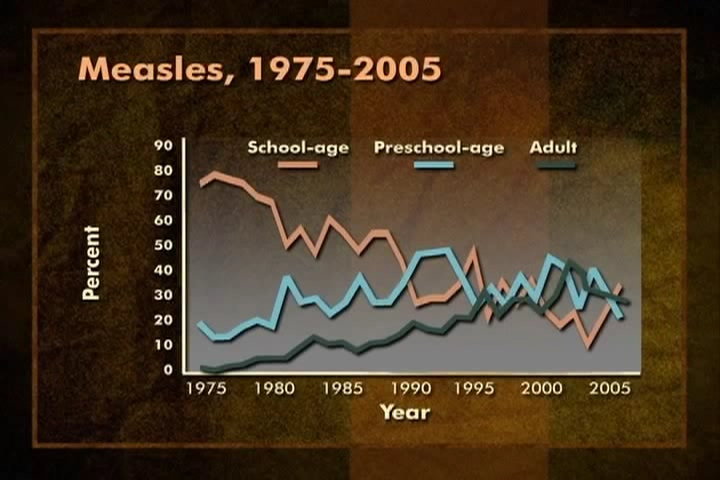 Measles, 1975-2005
School-age Preschool-age Adult
90
80
70
60
50
40
30
20
10
0
Percent
1975 1980 1985 1990 1995 2000 2005
Year